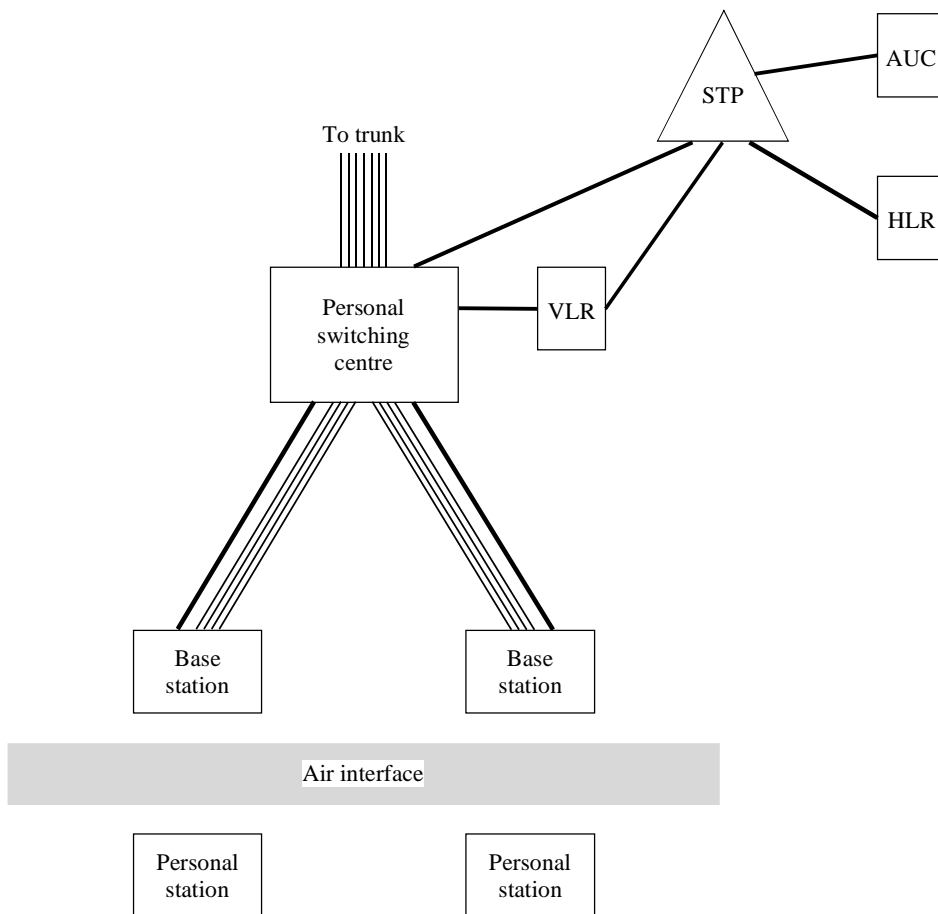 AUC
STP
To trunk
HLR
Personal
switching
centre
VLR
Base
station
Base
station
Air interface
Personal
station
Personal
station